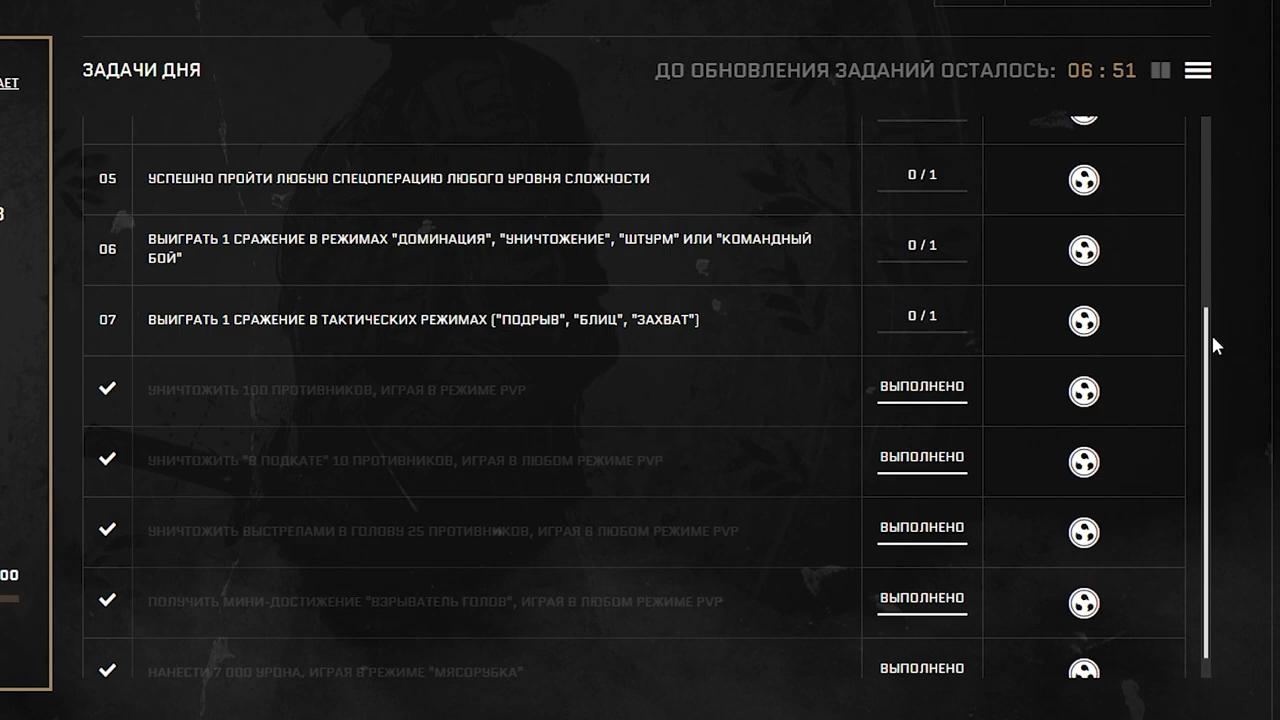 АЕТ
ЗАДАЧИ ДНЯ
ДО ОБНОВЛЕНИЯ ЗАДАНИЙ ОСТАЛОСЬ: 06 : 51
05 УСПЕШНО ПРОЙТИ ЛЮБУЮ СПЕЦОПЕРАЦИЮ ЛЮБОГО УРОВНЯ СЛОЖНОСТИ 0 / 1
06 ВЫИГРАТЬ 1 СРАЖЕНИЕ В РЕЖИМАХ "ДОМИНАЦИЯ", "УНИЧТОЖЕНИЕ", "ШТУРМ" ИЛИ "КОМАНДНЫЙ
БОЙ" 0 / 1
07 ВЫИГРАТЬ 1 СРАЖЕНИЕ В ТАКТИЧЕСКИХ РЕЖИМАХ ("ПОДРЫВ", "БЛИЦ", "ЗАХВАТ") 0 / 1
УНИЧТОЖИТЬ 100 ПРОТИВНИКОВ, ИГРАЯ В РЕЖИМЕ PVP ВЫПОЛНЕНО
УНИЧТОЖИТЬ "В ПОДКАТЕ" 10 ПРОТИВНИКОВ, ИГРАЯ В ЛЮБОМ РЕЖИМЕ PVP ВЫПОЛНЕНО
УНИЧТОЖИТЬ ВЫСТРЕЛАМИ В ГОЛОВУ 25 ПРОТИВНИКОВ, ИГРАЯ В ЛЮБОМ РЕЖИМЕ PVP ВЫПОЛНЕНО
00
ПОЛУЧИТЬ МИНИ-ДОСТИЖЕНИЕ "ВЗРЫВАТЕЛЬ ГОЛОВ", ИГРАЯ В ЛЮБОМ РЕЖИМЕ PVP ВЫПОЛНЕНО
НАНЕСТИ 7 000 УРОНА, ИГРАЯ В РЕЖИМЕ "МЯСОРУБКА" ВЫПОЛНЕНО